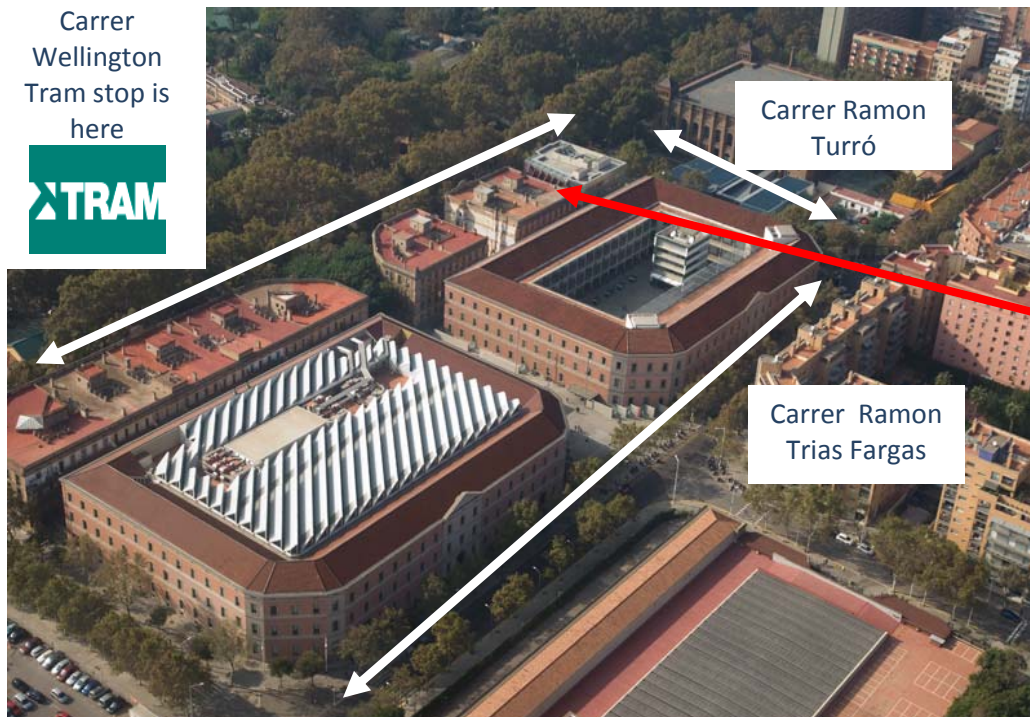 Carrer
Wellington
Tram stop is
here
TRAM
Carrer Ramon
Turró
Carrer Ramon
Trias Fargas